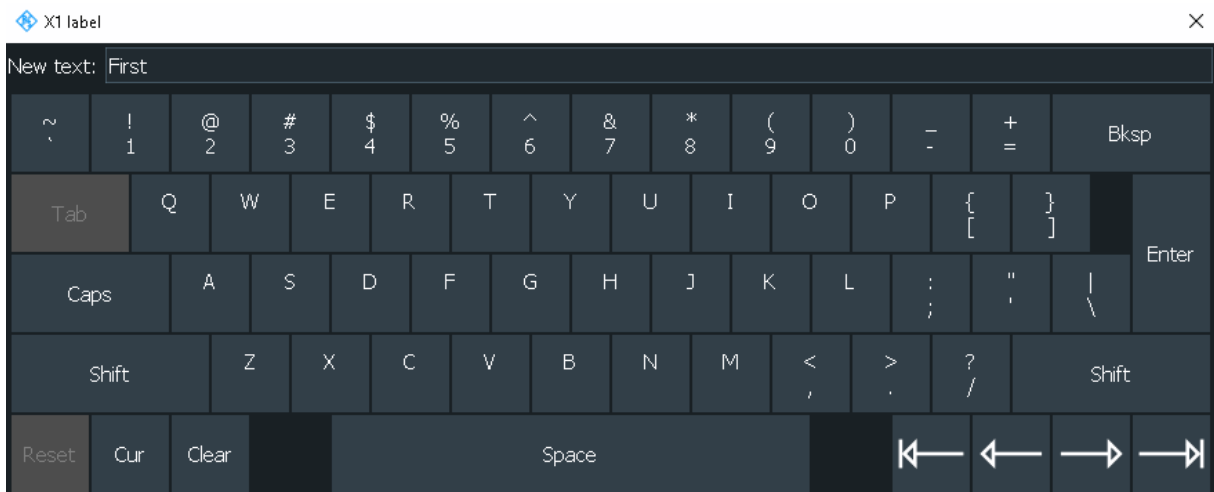 X1 label
New text: First
~ ! @ # $ % ^ & * ( ) _ + Bksp
` 1 2 3 4 5 6 7 8 9 0 - =
Tab Q W E R T Y U I O P { }
[ ]
Enter
Caps A S D F G H J K L : " |
; ' \
Shift Z X C V B N M < > ? Shift
, . /
Reset Cur Clear Space